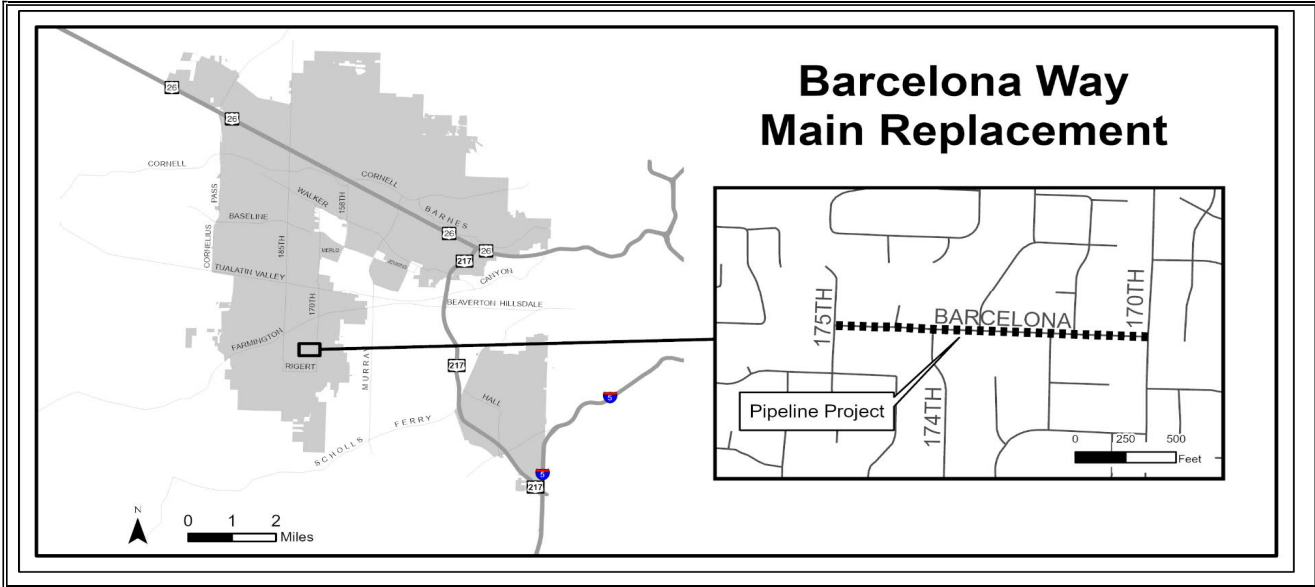 Barcelona Way
Main Replacement
26
26
CORNELL
CORNELL
PASS
WALKER
158TH
BARNES
BASELINE
26
26
185TH
MERLO
JENKINS
217
CORNELIUS
TUALATIN VALLEY
CANYON
170TH
BEAVERTON HILLSDALE
FARMINGTON
RIGERT
MURRAY
217
HALL
5
SCHOLLS FERRY
5
217
N
0 1 2
Miles
175TH
BARCELONA
170TH
Pipeline Project
174TH
0 250 500
Feet